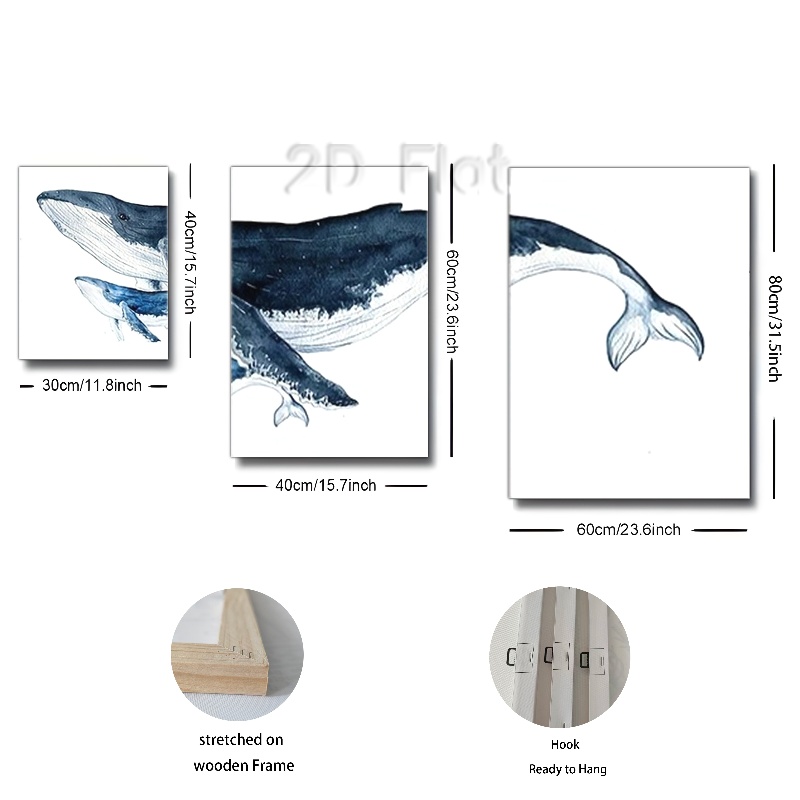 2D Flat
40cm/15.7inch
30cm/11.8inch
60cm/23.6inch
40cm/15.7inch
80cm/31.5inch
60cm/23.6inch
stretched on
wooden Frame
Hook
Ready to Hang